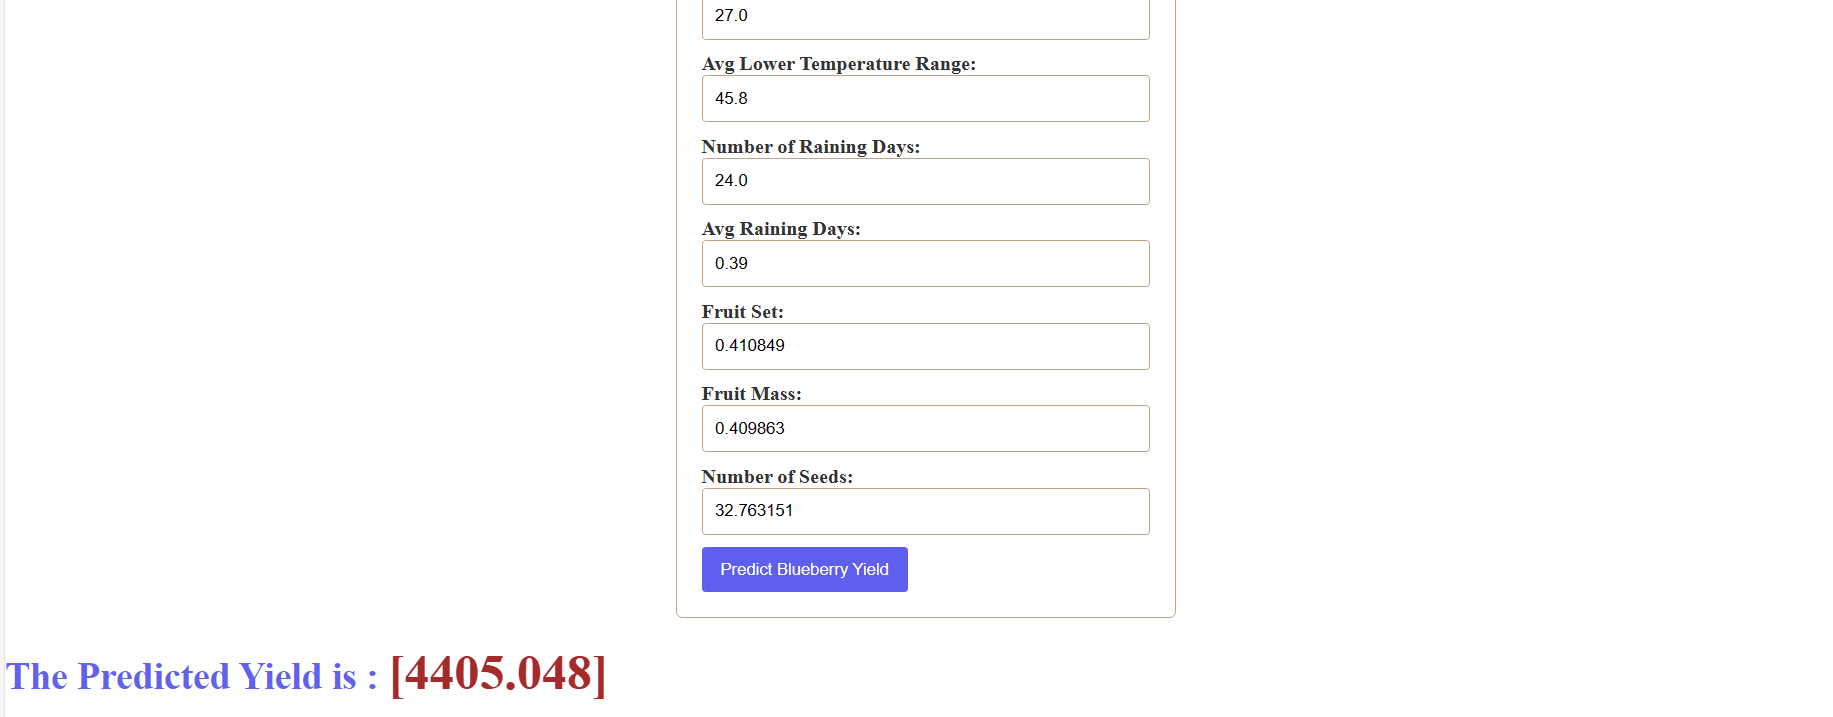 27.0
Avg Lower Temperature Range:
45.8
Number of Raining Days:
24.0
Avg Raining Days:
0.39
Fruit Set:
0.410849
Fruit Mass:
0.409863
Number of Seeds:
32.763151
Predict Blueberry Yield
The Predicted Yield is : [4405.048]